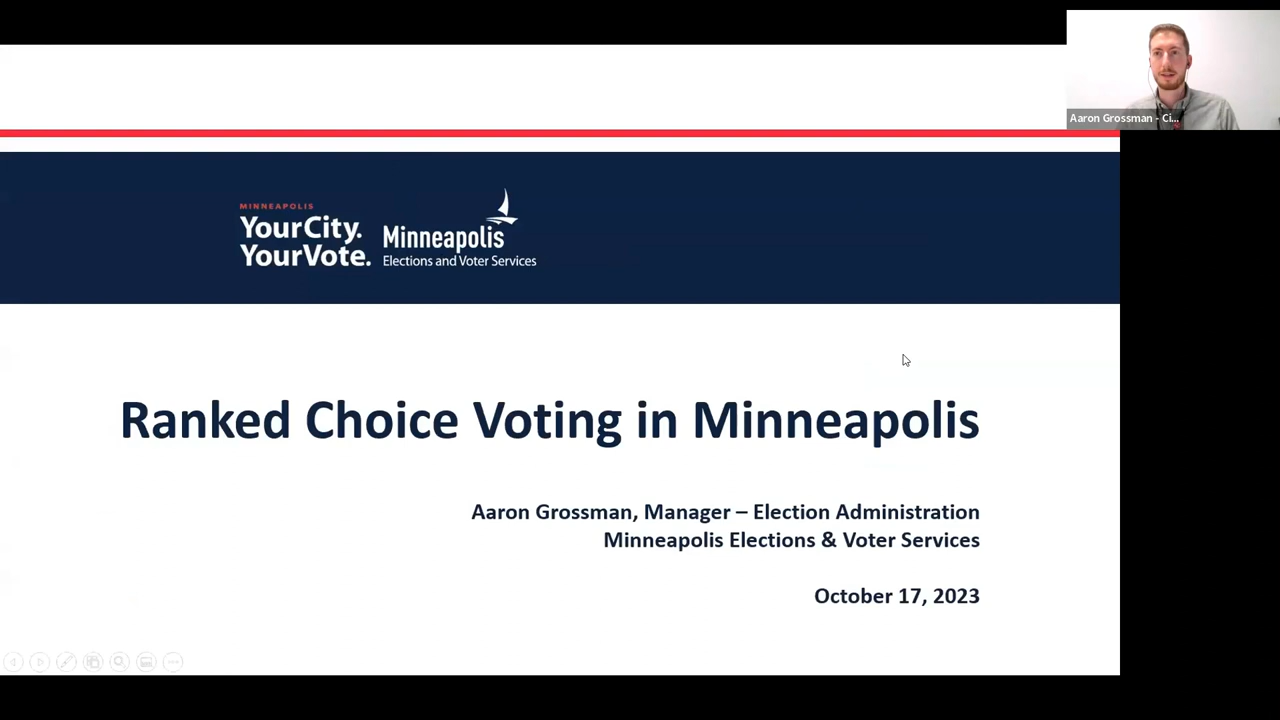 Aaron Grossman - Ci...
MINNEAPOLIS
YourCity.
YourVote.
Minneapolis
Elections and Voter Services
Ranked Choice Voting in Minneapolis
Aaron Grossman, Manager – Election Administration
Minneapolis Elections & Voter Services
October 17, 2023